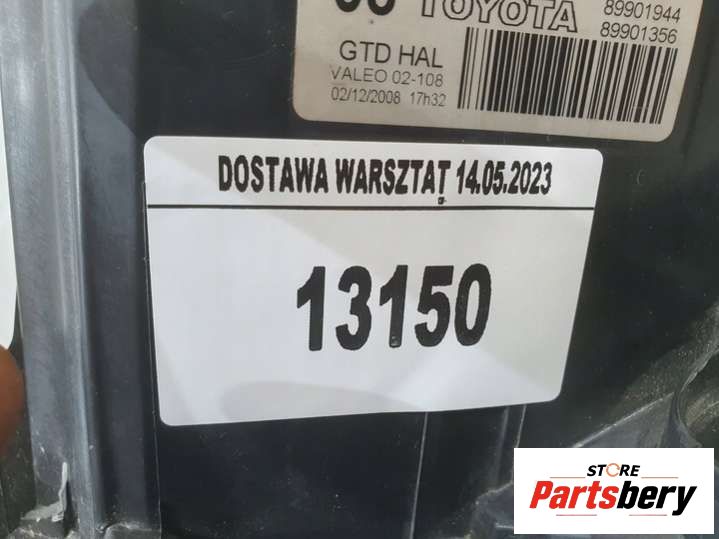 TOYOTA
89901944
89901356
GTD HAL
VALEO 02-108
02/12/2008 17h32
DOSTAWA WARSZTAT 14.05.2023
13150
STORE
Partsbery